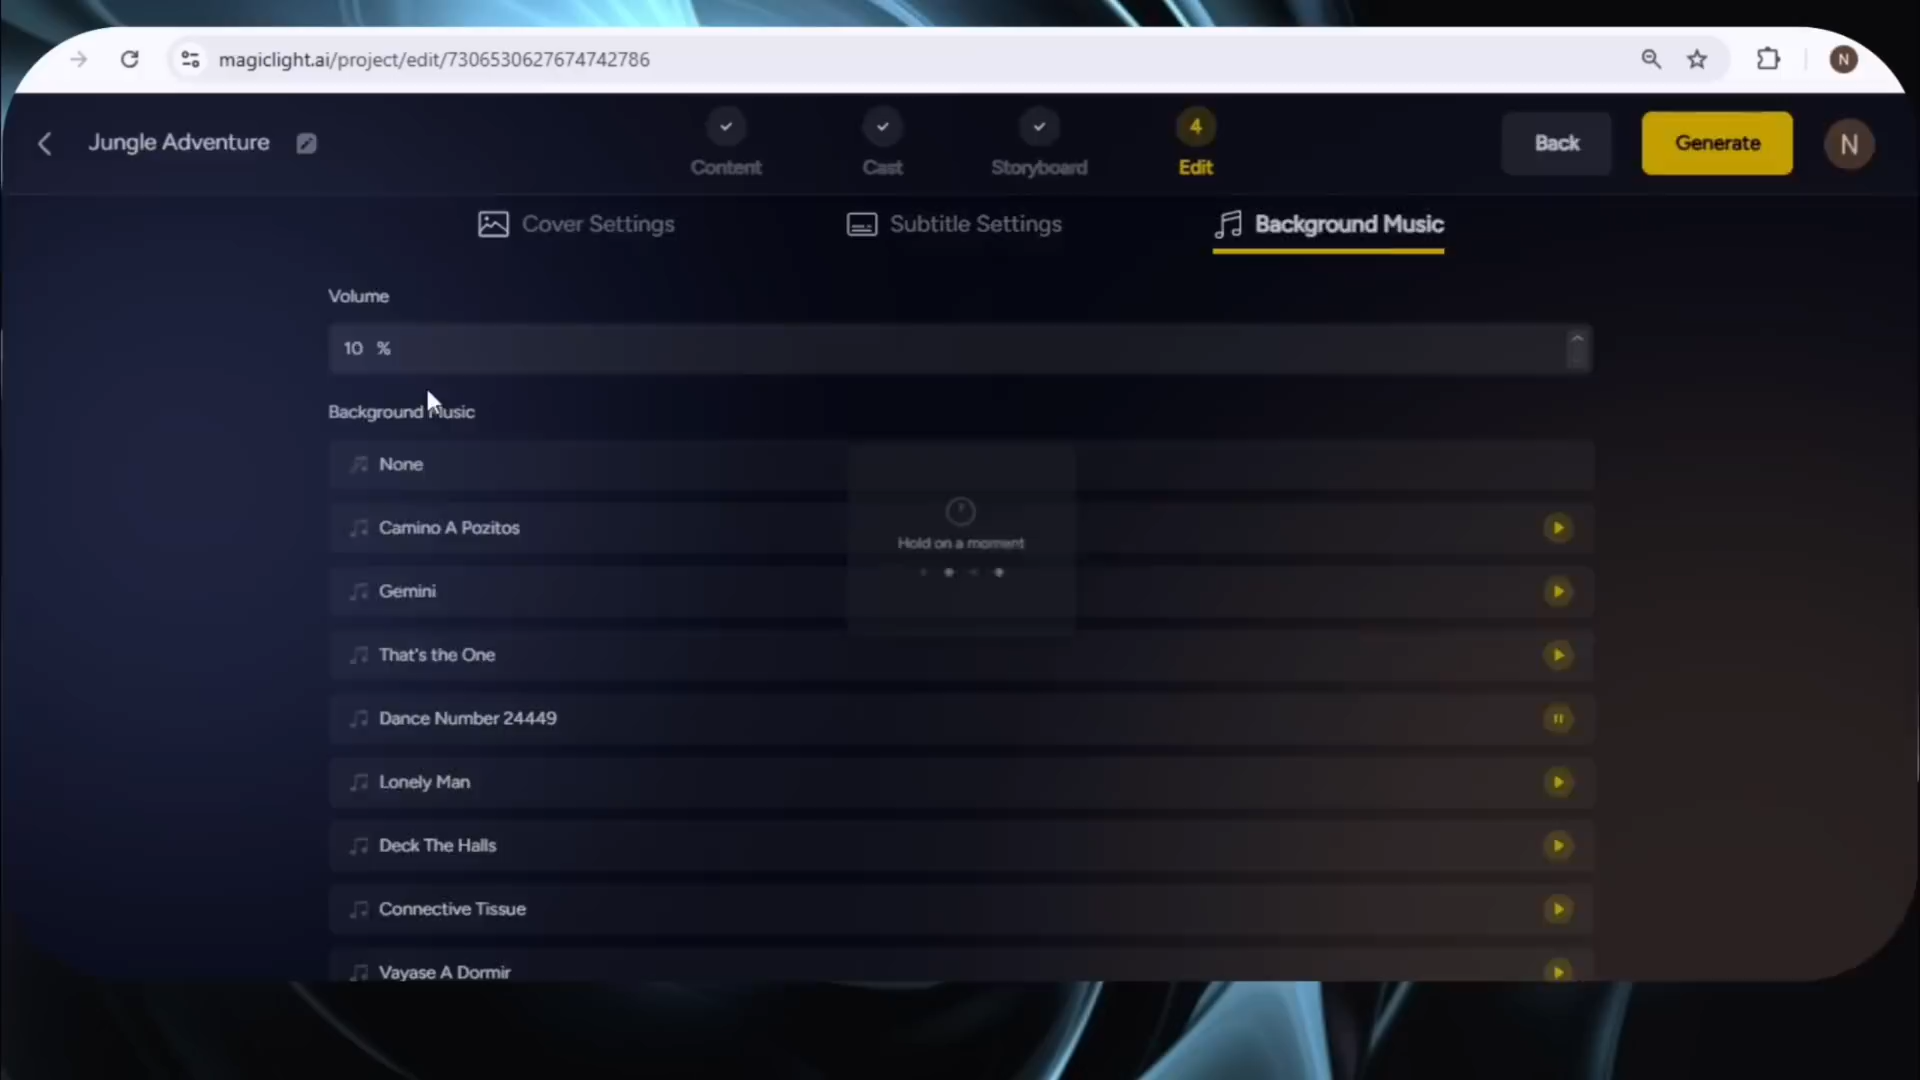 magiclight.ai/project/edit/7306530627674742786
N
Jungle Adventure
Content
Cast
Storyboard
4
Edit
Back
Generate
N
Cover Settings
Subtitle Settings
Background Music
Volume
10 %
Background Music
None
Camino A Pozitos
Gemini
That's the One
Dance Number 24449
Lonely Man
Deck The Halls
Connective Tissue
Vayase A Dormir
Hold on a moment